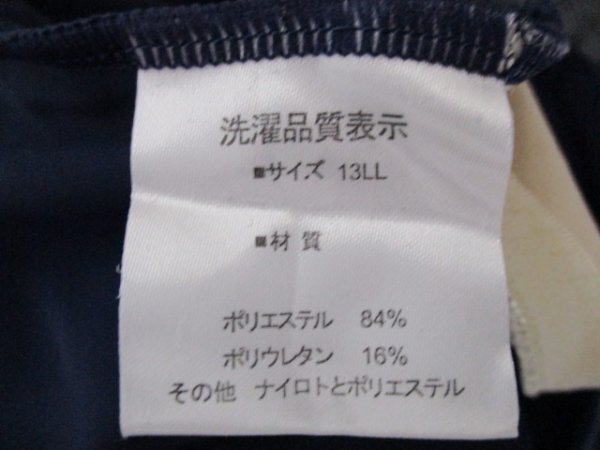 洗濯品質表示
■サイズ 13LL
■材 質
ポリエステル 84%
ポリウレタン 16%
その他 ナイロトとポリエステル